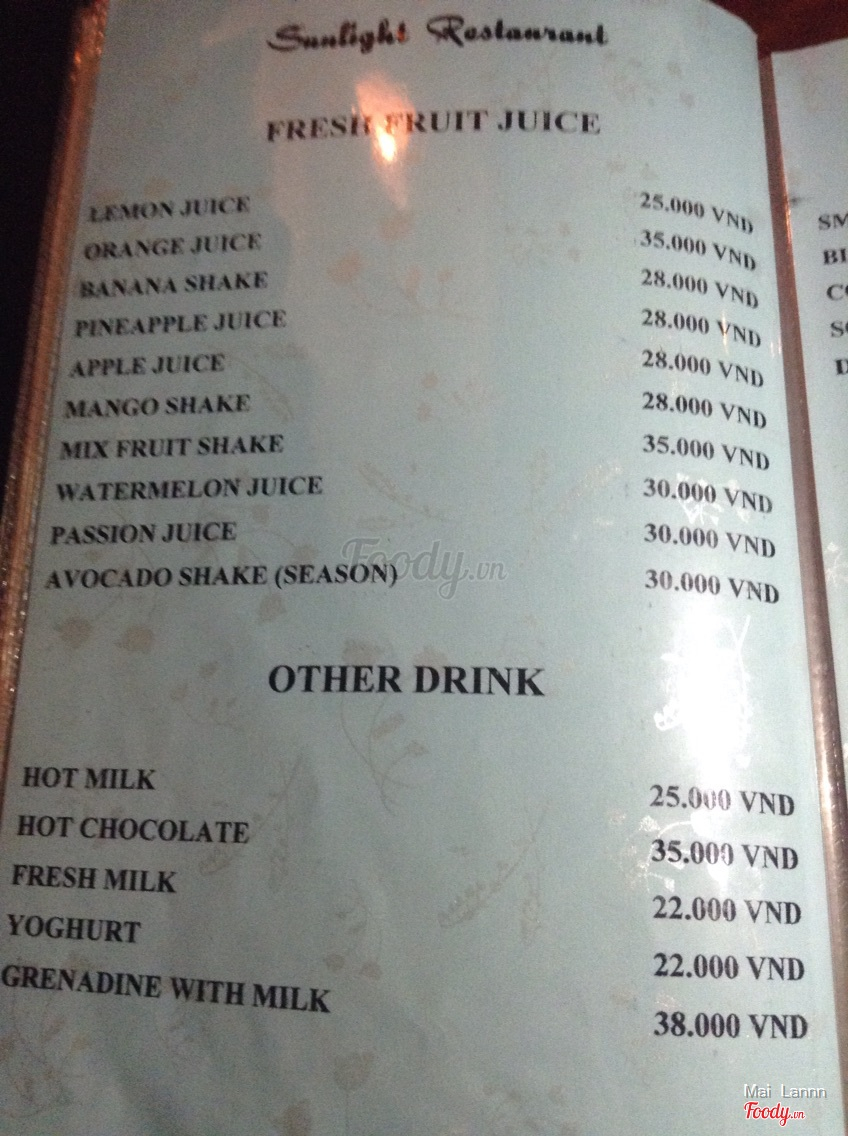 Sunlight Restaurant
FRESH FRUIT JUICE
LEMON JUICE 25.000 VND
ORANGE JUICE 35.000 VND
BANANA SHAKE 28.000 VND
PINEAPPLE JUICE 28.000 VND
APPLE JUICE 28.000 VND
MANGO SHAKE 28.000 VND
MIX FRUIT SHAKE 35.000 VND
WATERMELON JUICE 30.000 VND
PASSION JUICE 30.000 VND
AVOCADO SHAKE (SEASON) 30.000 VND
Foody.vn
OTHER DRINK
HOT MILK 25.000 VND
HOT CHOCOLATE 35.000 VND
FRESH MILK 22.000 VND
YOGHURT 22.000 VND
GRENADINE WITH MILK 38.000 VND
Mai Lannn
Foody.vn